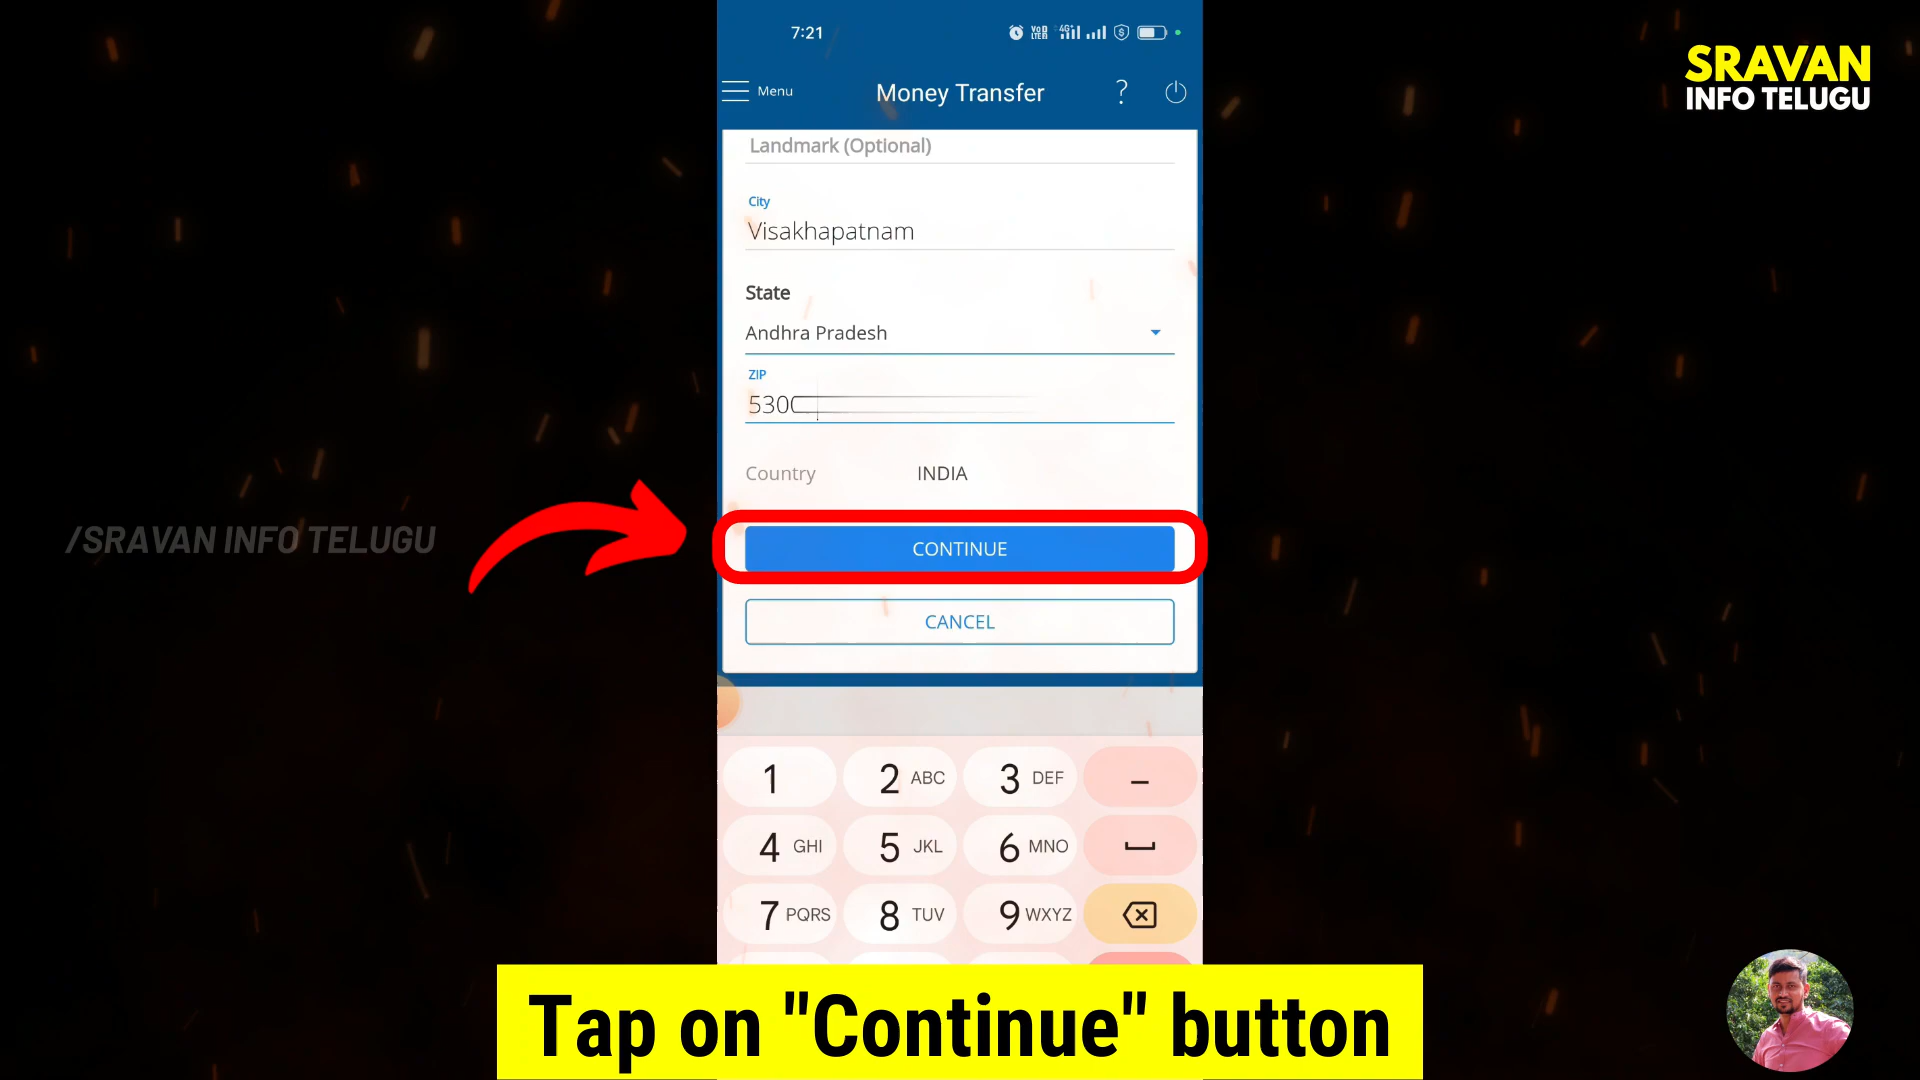 7:21
Menu
Money Transfer
?
SRAVAN
INFO TELUGU
Landmark (Optional)
City
Visakhapatnam
State
Andhra Pradesh
ZIP
5300
Country INDIA
/SRAVAN INFO TELUGU
CONTINUE
CANCEL
1 2 ABC 3 DEF –
4 GHI 5 JKL 6 MNO
7 PQRS 8 TUV 9 WXYZ
Tap on "Continue" button